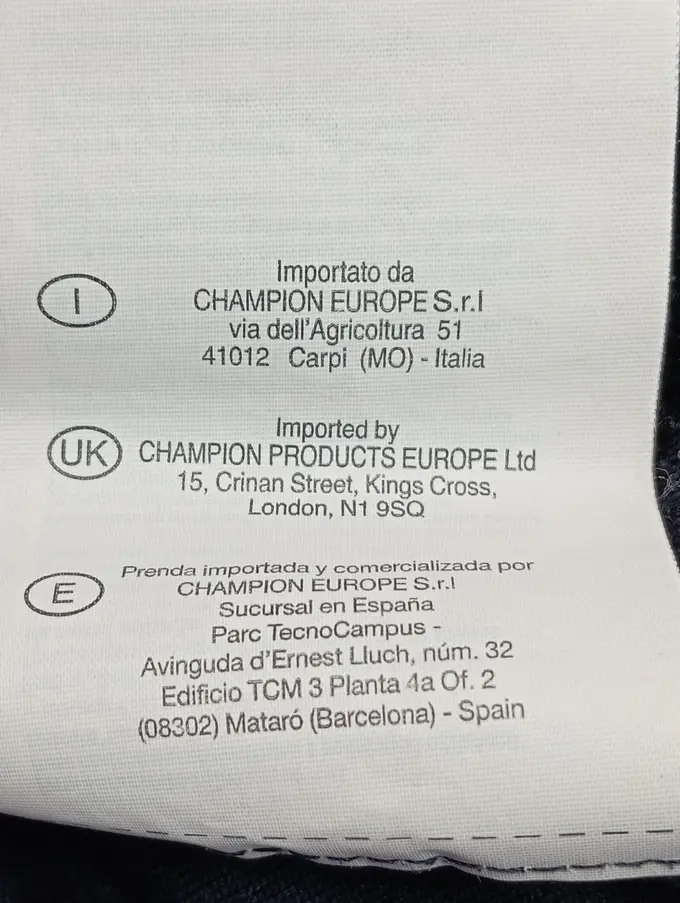 I
Importato da
CHAMPION EUROPE S.r.l
via dell'Agricoltura 51
41012 Carpi (MO) - Italia
UK
Imported by
CHAMPION PRODUCTS EUROPE Ltd
15, Crinan Street, Kings Cross,
London, N1 9SQ
E
Prenda importada y comercializada por
CHAMPION EUROPE S.r.l
Sucursal en España
Parc TecnoCampus -
Avinguda d'Ernest Lluch, núm. 32
Edificio TCM 3 Planta 4a Of. 2
(08302) Mataró (Barcelona) - Spain